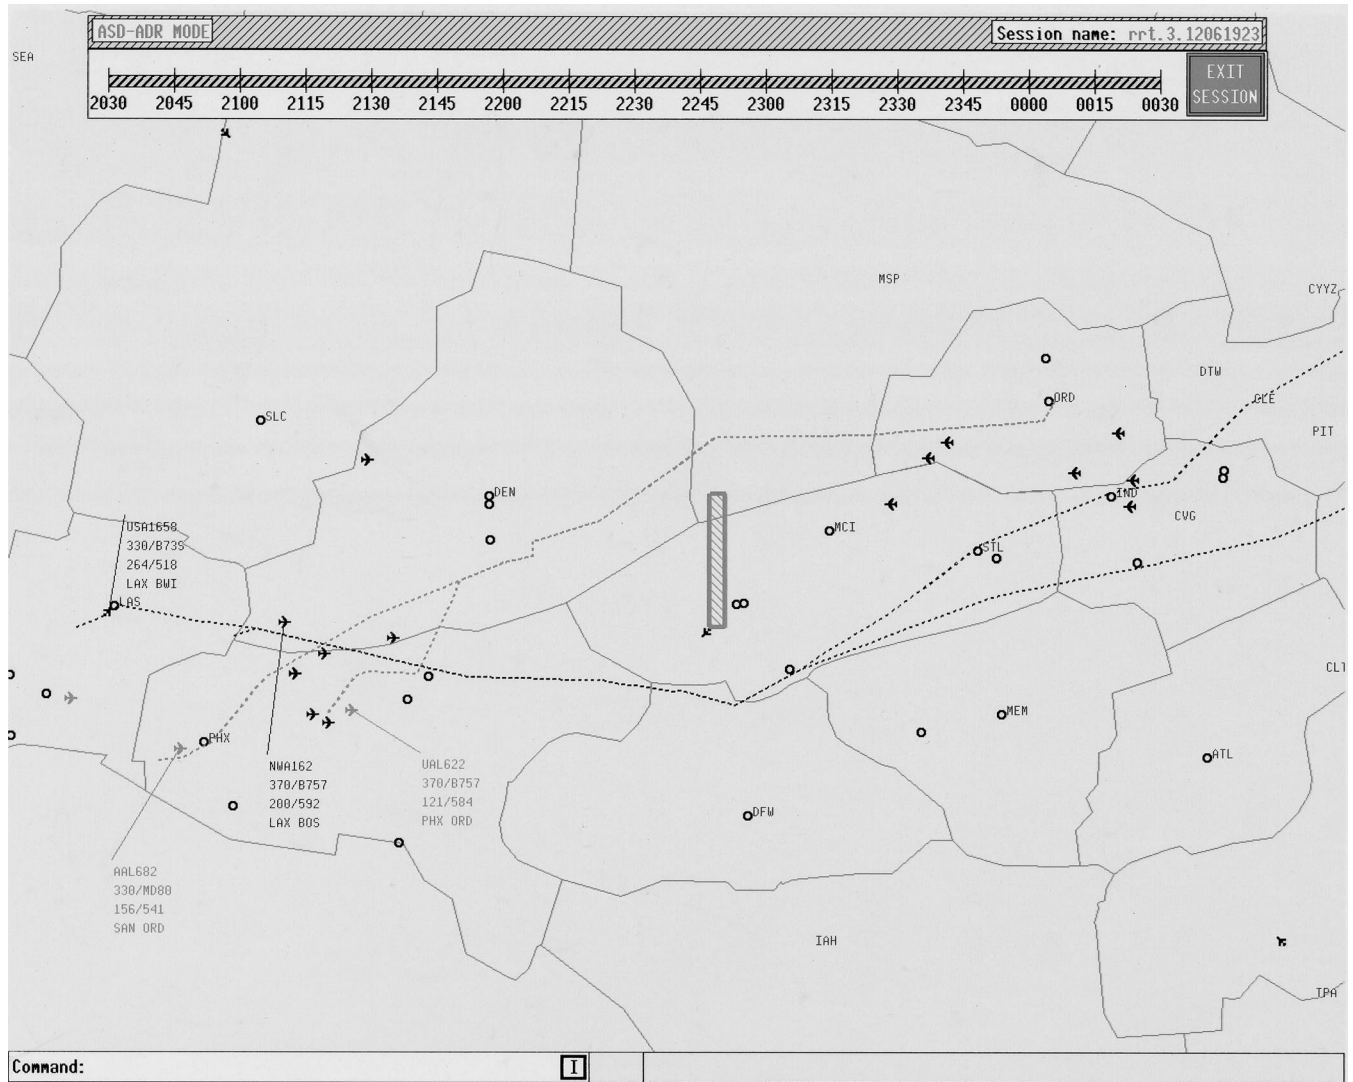 ASD-ADR MODE
Session name: rrt.3.12061923
EXIT
SESSION
2030 2045 2100 2115 2130 2145 2200 2215 2230 2245 2300 2315 2330 2345 0000 0015 0030
SEA
MSP
CYYZ
DTW
CLE
ORD
SLC
PIT
DEN
IND
CVG
MCI
USA1658
330/B73S
264/518
LAX BWI
STL
LAS
CLT
MEM
PHX
ATL
NWA162
370/B757
200/592
LAX BOS
UAL622
370/B757
121/584
PHX ORD
DFW
AAL682
330/MD80
156/541
SAN ORD
IAH
TPA
Command:
I